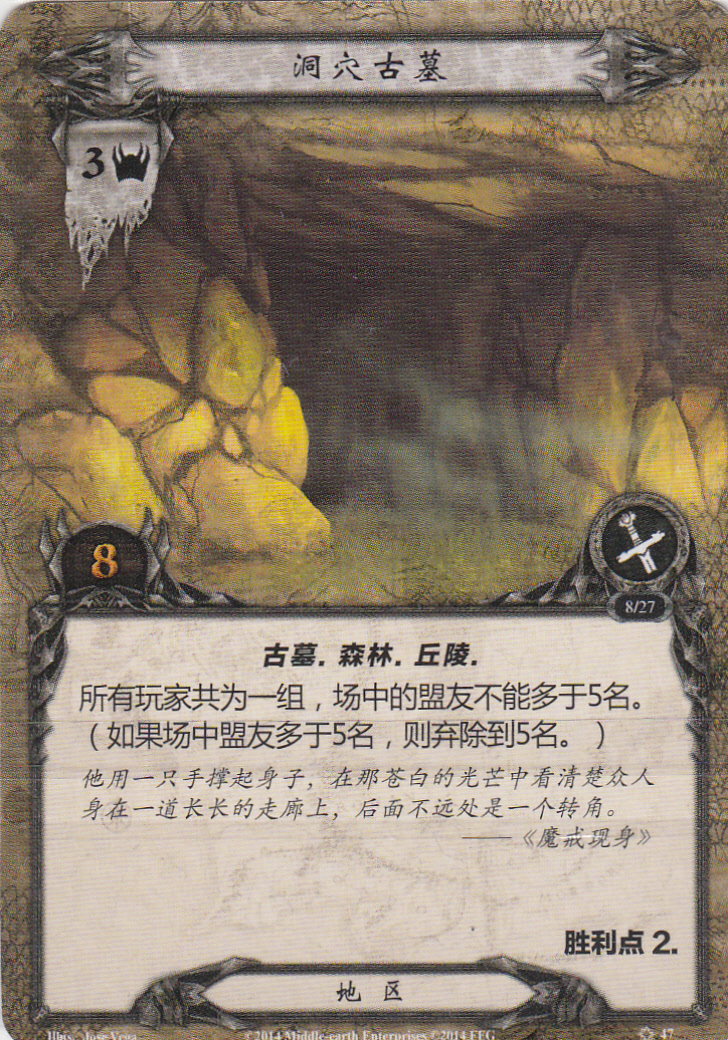 洞穴古墓
3
8
8/27
古墓. 森林. 丘陵.
所有玩家共为一组，场中的盟友不能多于5名。
（如果场中盟友多于5名，则弃除到5名。）
他用一只手撑起身子，在那苍白的光芒中看清楚众人
身在一道长长的走廊上，后面不远处是一个转角。
——《魔戒现身》
胜利点 2.
地区
Illus. Jose Vega
©2014 Middle-earth Enterprises ©2014 FFG
47